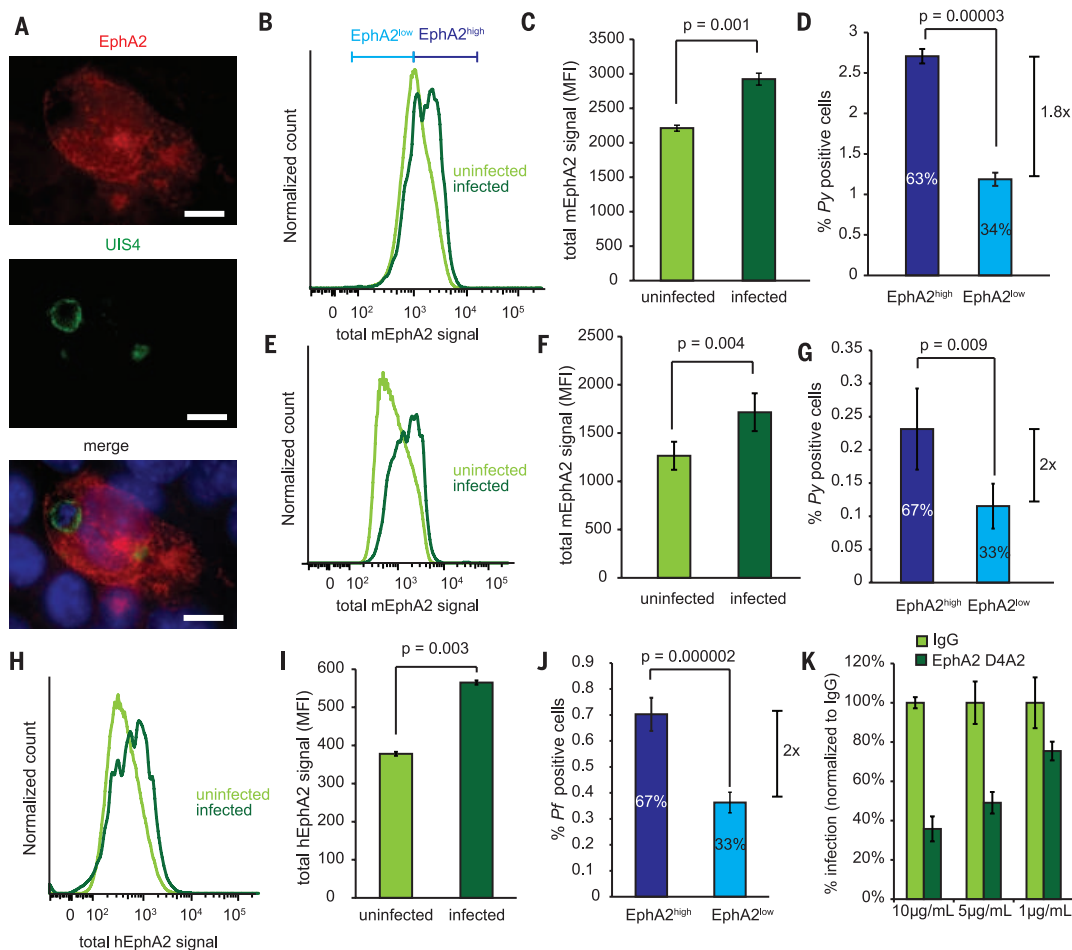 A
EphA2
UIS4
merge
B
EphA2low EphA2high
Normalized count
uninfected
infected
0 10² 10³ 10⁴ 10⁵
total mEphA2 signal
C
p = 0.001
total mEphA2 signal (MFI)
3500
3000
2500
2000
1500
1000
500
0
uninfected infected
D
p = 0.00003
% Py positive cells
3
2.5
2
1.5
1
0.5
0
63%
34%
1.8x
EphA2high EphA2low
E
Normalized count
uninfected
infected
0 10² 10³ 10⁴ 10⁵
total mEphA2 signal
F
p = 0.004
total mEphA2 signal (MFI)
2500
2000
1500
1000
500
0
uninfected infected
G
p = 0.009
% Py positive cells
0.35
0.3
0.25
0.2
0.15
0.1
0.05
0
67%
33%
2x
EphA2high EphA2low
H
Normalized count
uninfected
infected
0 10² 10³ 10⁴ 10⁵
total hEphA2 signal
I
p = 0.003
total hEphA2 signal (MFI)
600
500
400
300
200
100
0
uninfected infected
J
p = 0.000002
% Pf positive cells
0.9
0.8
0.7
0.6
0.5
0.4
0.3
0.2
0.1
0
67%
33%
2x
EphA2high EphA2low
K
IgG
EphA2 D4A2
% infection (normalized to IgG)
120%
100%
80%
60%
40%
20%
0%
10µg/mL 5µg/mL 1µg/mL